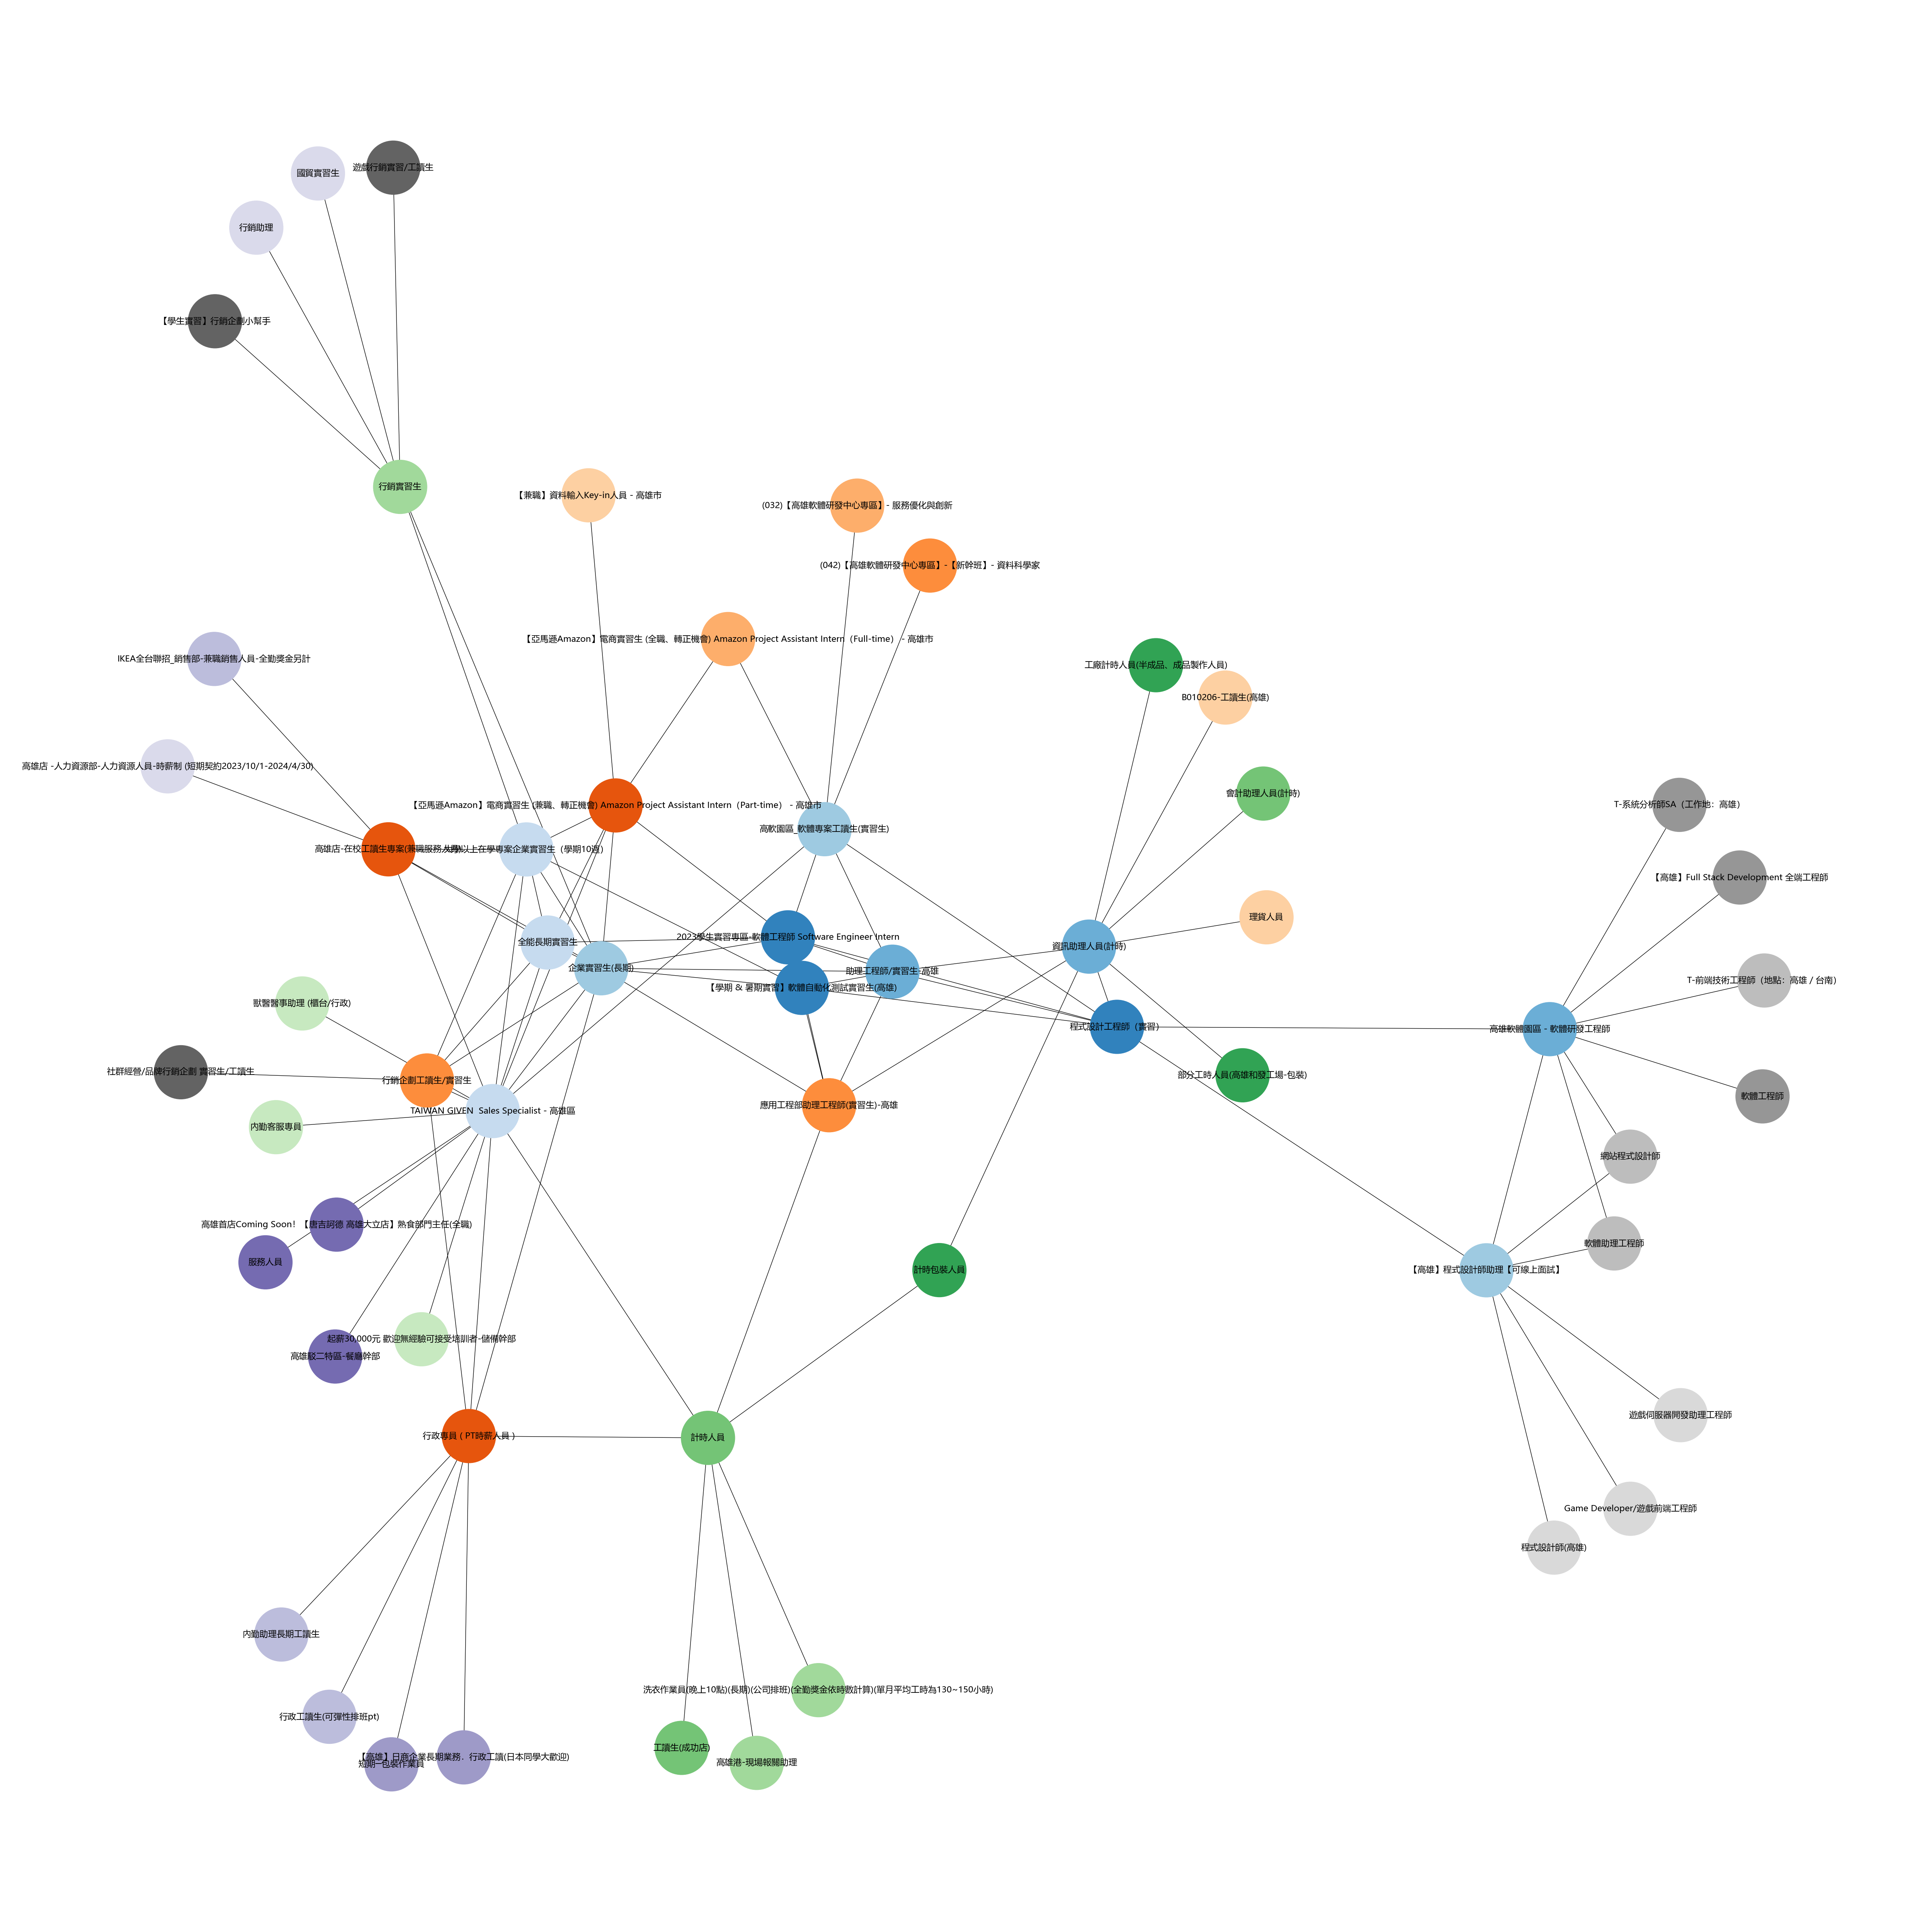 遊戲行銷實習/工讀生
國貿實習生
行銷助理
【學生實習】行銷企劃小幫手
行銷實習生
【兼職】資料輸入Key-in人員 - 高雄市
(032)【高雄軟體研發中心專區】- 服務優化與創新
(042)【高雄軟體研發中心專區】-【新幹班】- 資料科學家
【亞馬遜Amazon】電商實習生 (全職、轉正機會) Amazon Project Assistant Intern（Full-time） - 高雄市
IKEA全台聯招_銷售部-兼職銷售人員-全勤獎金另計
工廠計時人員(半成品、成品製作人員)
B010206-工讀生(高雄)
高雄店 -人力資源部-人力資源人員-時薪制 (短期契約2023/10/1-2024/4/30)
會計助理人員(計時)
T-系統分析師SA（工作地：高雄）
【亞馬遜Amazon】電商實習生 (兼職、轉正機會) Amazon Project Assistant Intern（Part-time） - 高雄市
高軟園區_軟體專案工讀生(實習生)
高雄店-在校工讀生專案(兼職服務人員)
以上在學專案企業實習生（學期10週）
【高雄】Full Stack Development 全端工程師
理貨人員
2023學生實習專區-軟體工程師 Software Engineer Intern
全能長期實習生
資訊助理人員(計時)
企業實習生(長期)
助理工程師/實習生-高雄
T-前端技術工程師（地點：高雄 / 台南）
【學期 & 暑期實習】軟體自動化測試實習生(高雄)
獸醫醫事助理 (櫃台/行政)
程式設計工程師（實習）
高雄軟體園區 - 軟體研發工程師
社群經營/品牌行銷企劃 實習生/工讀生
行銷企劃工讀生/實習生
部分工時人員(高雄和發工場-包裝)
軟體工程師
應用工程部助理工程師(實習生)-高雄
TAIWAN GIVEN  Sales Specialist - 高雄區
內勤客服專員
網站程式設計師
高雄首店Coming Soon! 【唐吉訶德 高雄大立店】熟食部門主任(全職)
軟體助理工程師
服務人員
計時包裝人員
【高雄】程式設計師助理【可線上面試】
起薪30,000元 歡迎無經驗可接受培訓者-儲備幹部
高雄駁二特區-餐廳幹部
遊戲伺服器開發助理工程師
行政專員 ( PT時薪人員 )
計時人員
Game Developer/遊戲前端工程師
程式設計師(高雄)
內勤助理長期工讀生
洗衣作業員(晚上10點)(長期)(公司排班)(全勤獎金依時數計算)(單月平均工時為130~150小時)
行政工讀生(可彈性排班pt)
工讀生(成功店)
【高雄】日商企業長期業務．行政工讀(日本同學大歡迎)
高雄港-現場報關助理
短期─包裝作業員